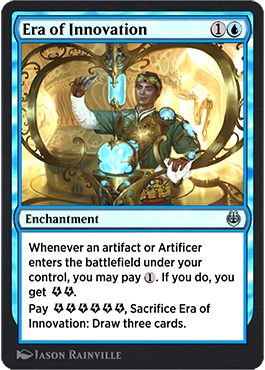 Era of Innovation 1
Enchantment
Whenever an artifact or Artificer
enters the battlefield under your
control, you may pay 1. If you do, you
get .
Pay , Sacrifice Era of
Innovation: Draw three cards.
Jason Rainville